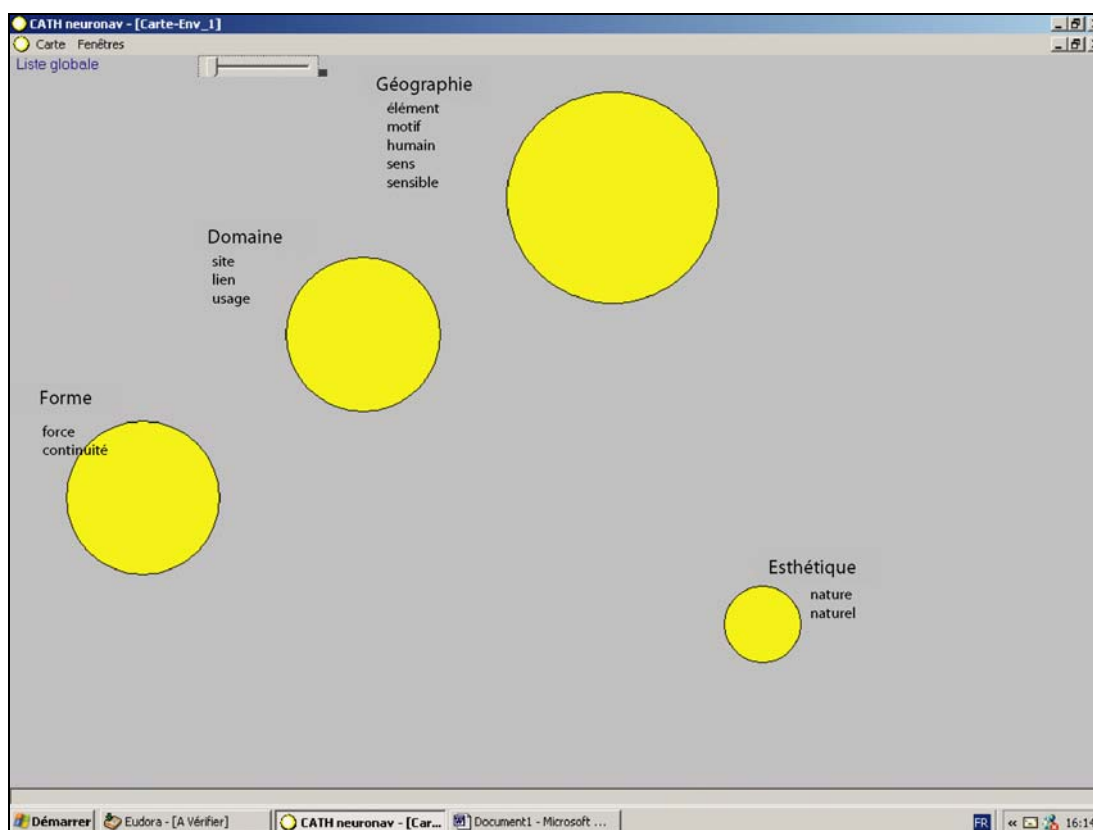 CATH neuronav - [Carte-Env_1]
Carte Fenêtres
Liste globale
Géographie
élément
motif
humain
sens
sensible
Domaine
site
lien
usage
Forme
force
continuité
Esthétique
nature
naturel
Démarrer Eudora - [A Vérifier] CATH neuronav - [Car... Document1 - Microsoft ... FR « 16:14